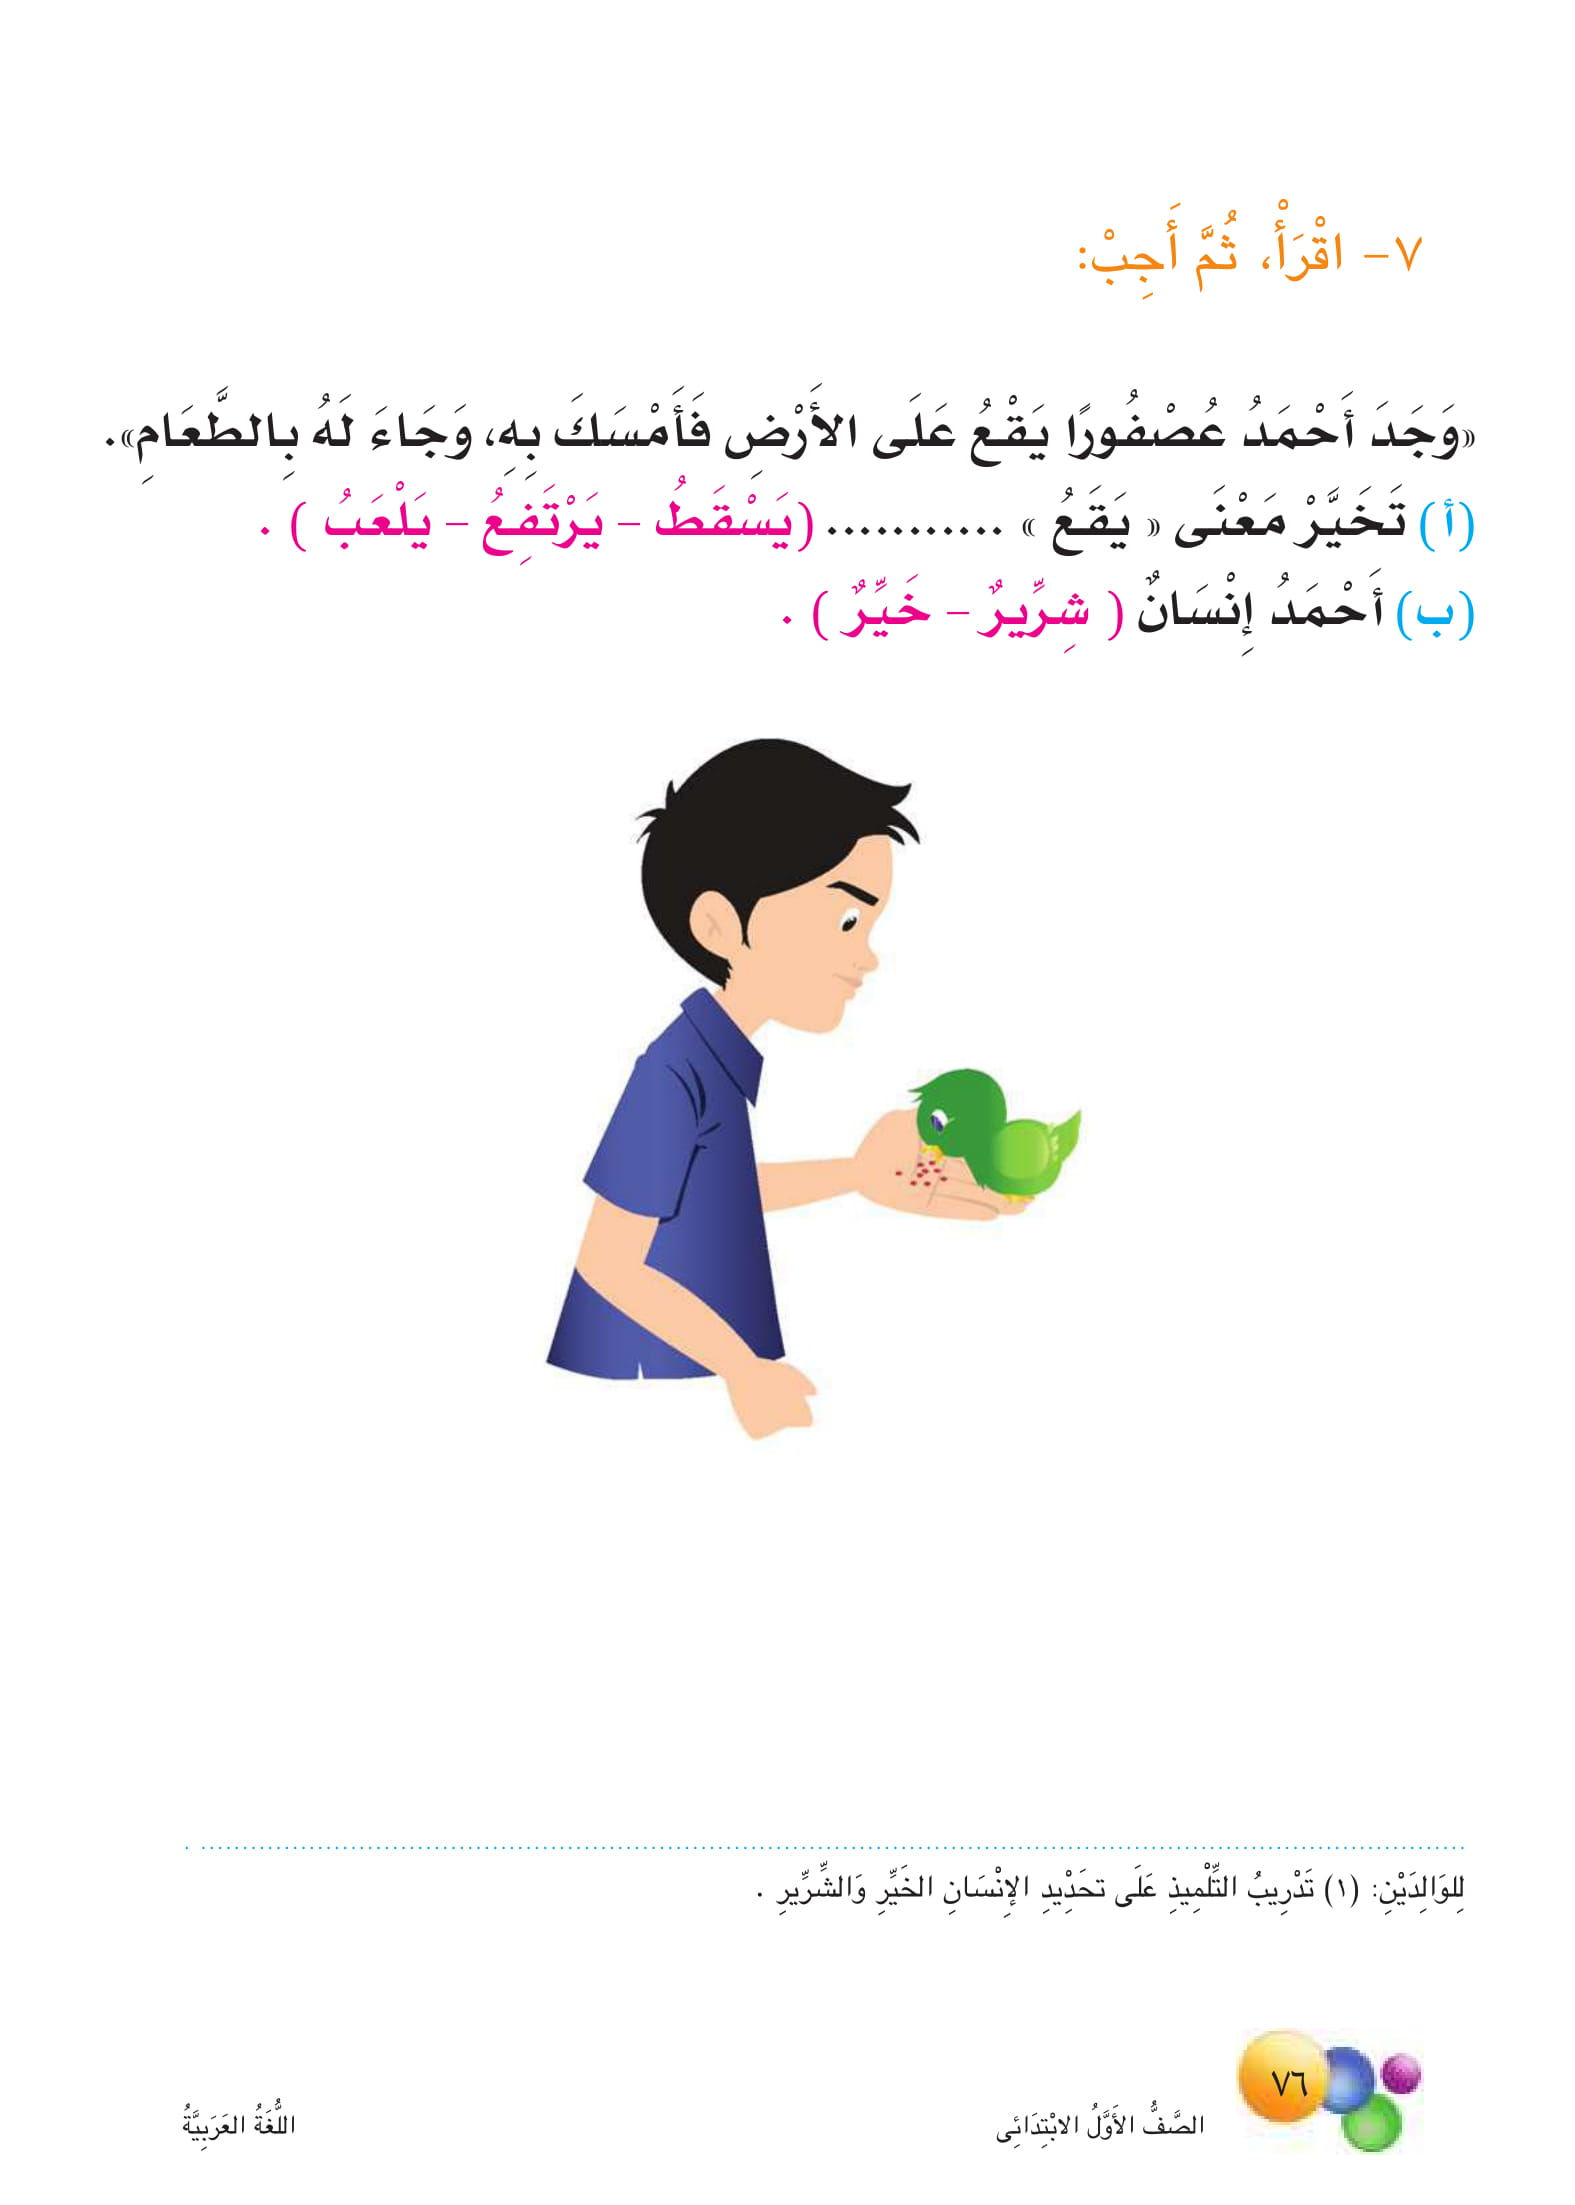 ٧- اقْرَأْ، ثُمَّ أَجِبْ:
«وَجَدَ أَحْمَدُ عُصْفُورًا يَقْعُ عَلَى الأَرْضِ فَأَمْسَكَ بِهِ، وَجَاءَ لَهُ بِالطَّعَامِ».
(أ) تَخَيَّرْ مَعْنَى « يَقَعُ » ........... (يَسْقَطُ – يَرْتَفِعُ – يَلْعَبُ ) .
(ب) أَحْمَدُ إِنْسَانٌ ( شِرِّيرٌ – خَيِّرٌ ) .
لِلوَالِدَيْنِ: (١) تَدْرِيبُ التِّلْمِيذِ عَلَى تحَدْيِدِ الإِنْسَانِ الخَيِّرِ وَالشِّرِّيرِ .
٧٦
الصَّفُّ الأَوَّلُ الابْتِدَائِى
اللُّغَةُ العَرَبِيَّةُ